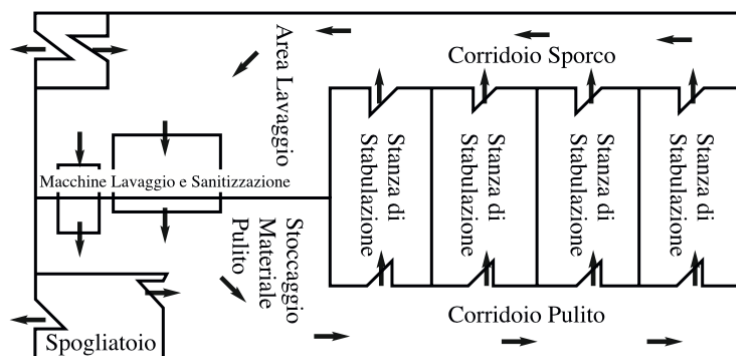 Corridoio Sporco
Area Lavaggio
Macchine Lavaggio e Sanitizzazione
Stanza di
Stabulazione
Stanza di
Stabulazione
Stanza di
Stabulazione
Stanza di
Stabulazione
Stoccaggio
Materiale
Pulito
Corridoio Pulito
Spogliatoio